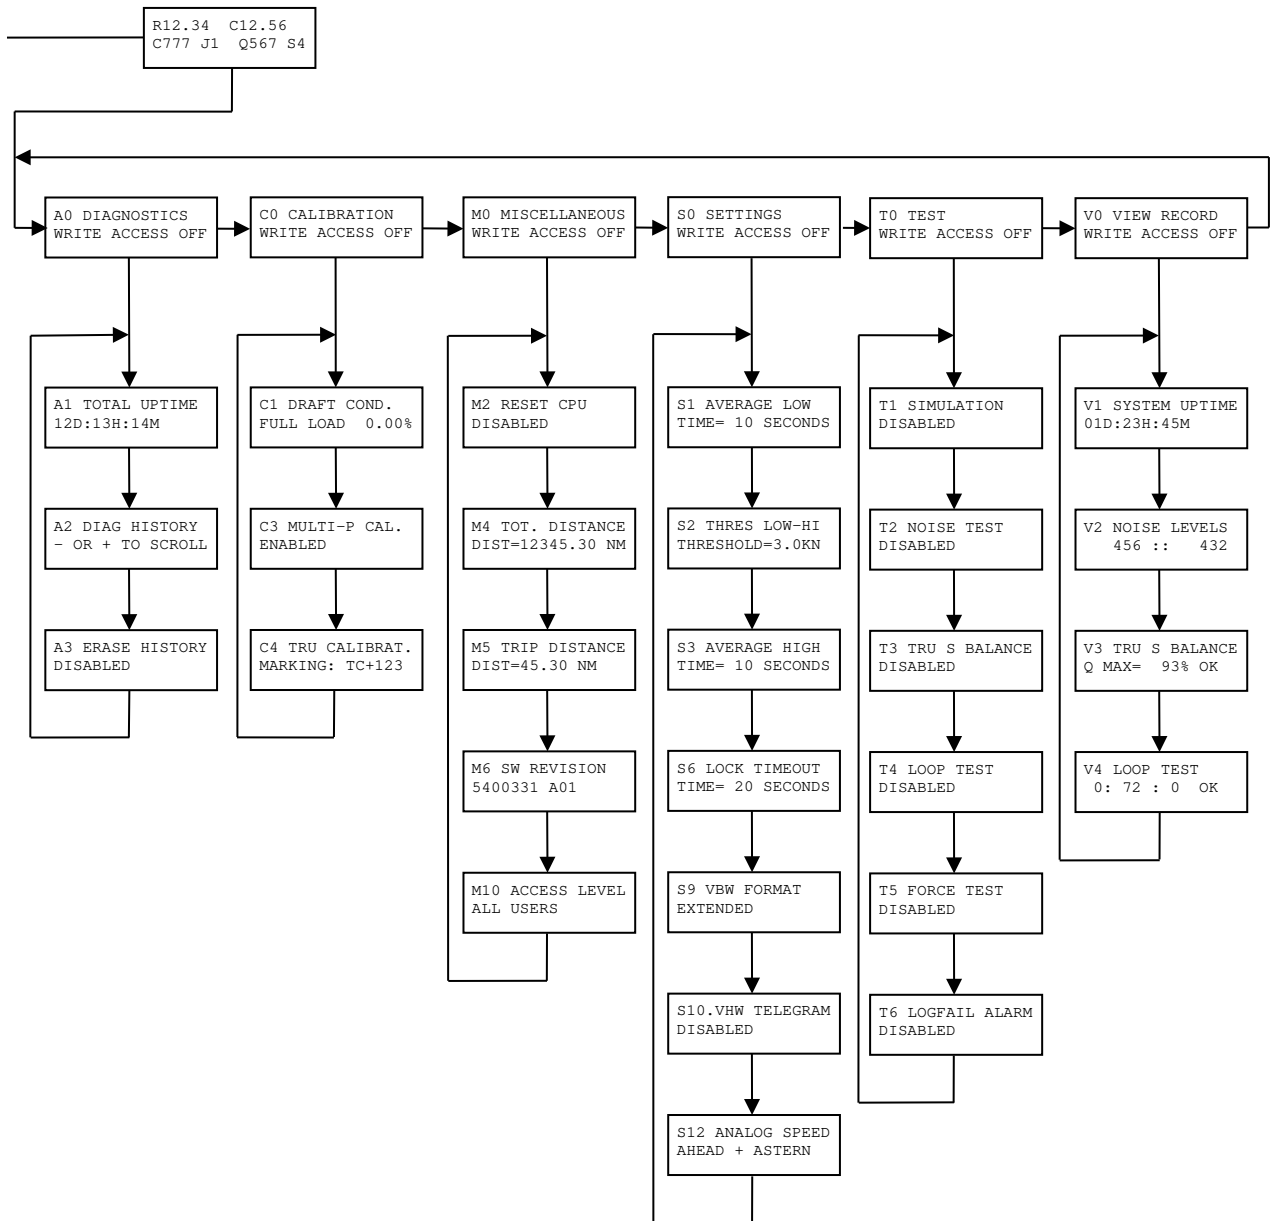 R12.34 C12.56
C777 J1 Q567 S4
A0 DIAGNOSTICS
WRITE ACCESS OFF
C0 CALIBRATION
WRITE ACCESS OFF
M0 MISCELLANEOUS
WRITE ACCESS OFF
S0 SETTINGS
WRITE ACCESS OFF
T0 TEST
WRITE ACCESS OFF
V0 VIEW RECORD
WRITE ACCESS OFF
A1 TOTAL UPTIME
12D:13H:14M
A2 DIAG HISTORY
- OR + TO SCROLL
A3 ERASE HISTORY
DISABLED
C1 DRAFT COND.
FULL LOAD 0.00%
C3 MULTI-P CAL.
ENABLED
C4 TRU CALIBRAT.
MARKING: TC+123
M2 RESET CPU
DISABLED
M4 TOT. DISTANCE
DIST=12345.30 NM
M5 TRIP DISTANCE
DIST=45.30 NM
M6 SW REVISION
5400331 A01
M10 ACCESS LEVEL
ALL USERS
S1 AVERAGE LOW
TIME= 10 SECONDS
S2 THRES LOW-HI
THRESHOLD=3.0KN
S3 AVERAGE HIGH
TIME= 10 SECONDS
S6 LOCK TIMEOUT
TIME= 20 SECONDS
S9 VBW FORMAT
EXTENDED
S10.VHW TELEGRAM
DISABLED
S12 ANALOG SPEED
AHEAD + ASTERN
T1 SIMULATION
DISABLED
T2 NOISE TEST
DISABLED
T3 TRU S BALANCE
DISABLED
T4 LOOP TEST
DISABLED
T5 FORCE TEST
DISABLED
T6 LOGFAIL ALARM
DISABLED
V1 SYSTEM UPTIME
01D:23H:45M
V2 NOISE LEVELS
456 :: 432
V3 TRU S BALANCE
Q MAX= 93% OK
V4 LOOP TEST
0: 72 : 0 OK